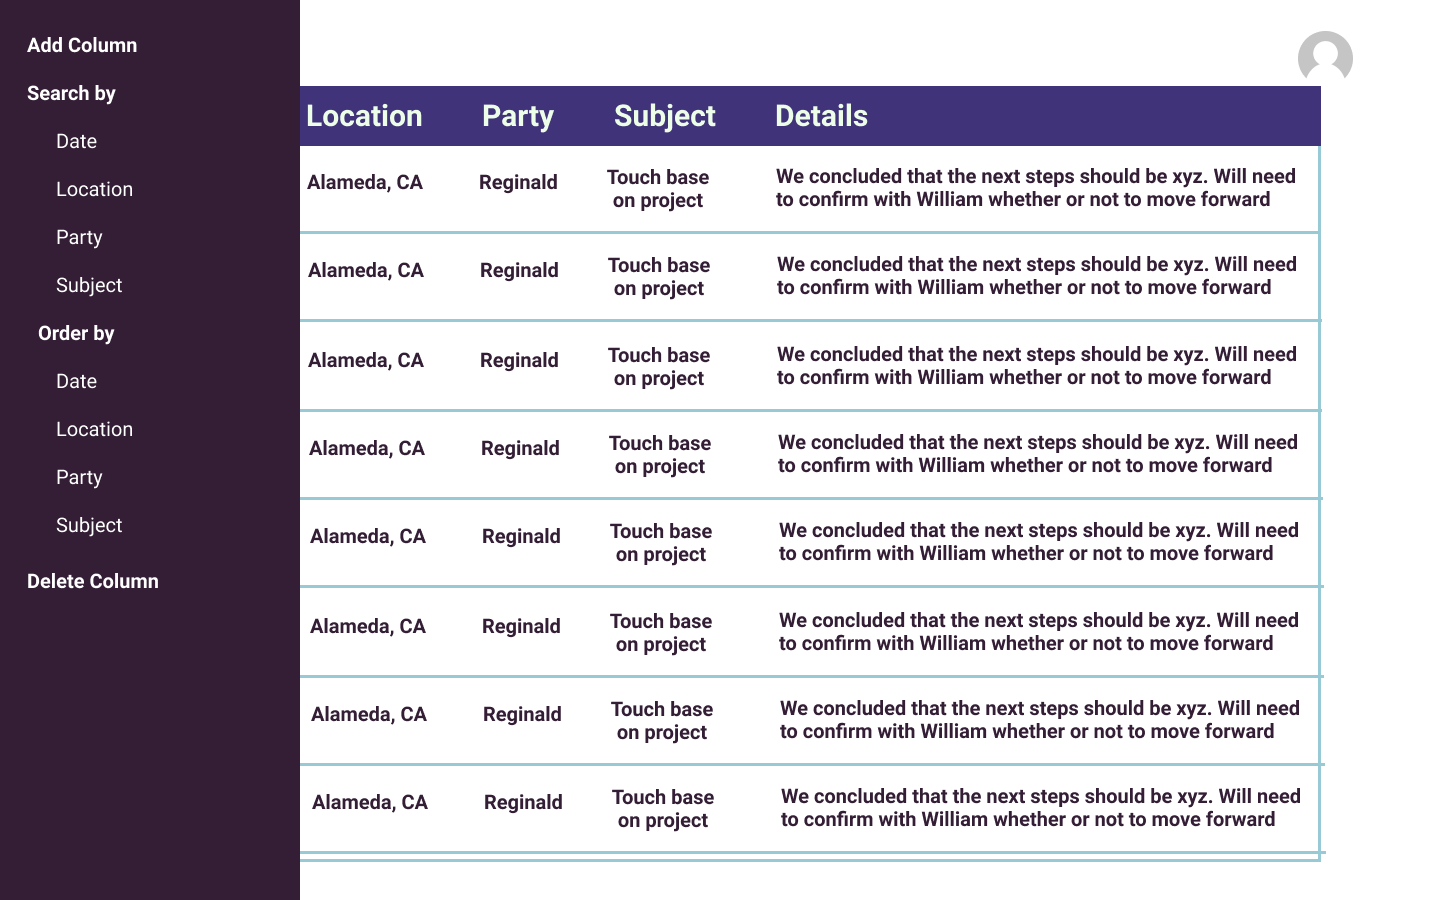 Add Column
Search by
Date
Location
Party
Subject
Order by
Date
Location
Party
Subject
Delete Column
Location Party Subject Details
Alameda, CA Reginald Touch base We concluded that the next steps should be xyz. Will need
on project to confirm with William whether or not to move forward
Alameda, CA Reginald Touch base We concluded that the next steps should be xyz. Will need
on project to confirm with William whether or not to move forward
Alameda, CA Reginald Touch base We concluded that the next steps should be xyz. Will need
on project to confirm with William whether or not to move forward
Alameda, CA Reginald Touch base We concluded that the next steps should be xyz. Will need
on project to confirm with William whether or not to move forward
Alameda, CA Reginald Touch base We concluded that the next steps should be xyz. Will need
on project to confirm with William whether or not to move forward
Alameda, CA Reginald Touch base We concluded that the next steps should be xyz. Will need
on project to confirm with William whether or not to move forward
Alameda, CA Reginald Touch base We concluded that the next steps should be xyz. Will need
on project to confirm with William whether or not to move forward
Alameda, CA Reginald Touch base We concluded that the next steps should be xyz. Will need
on project to confirm with William whether or not to move forward